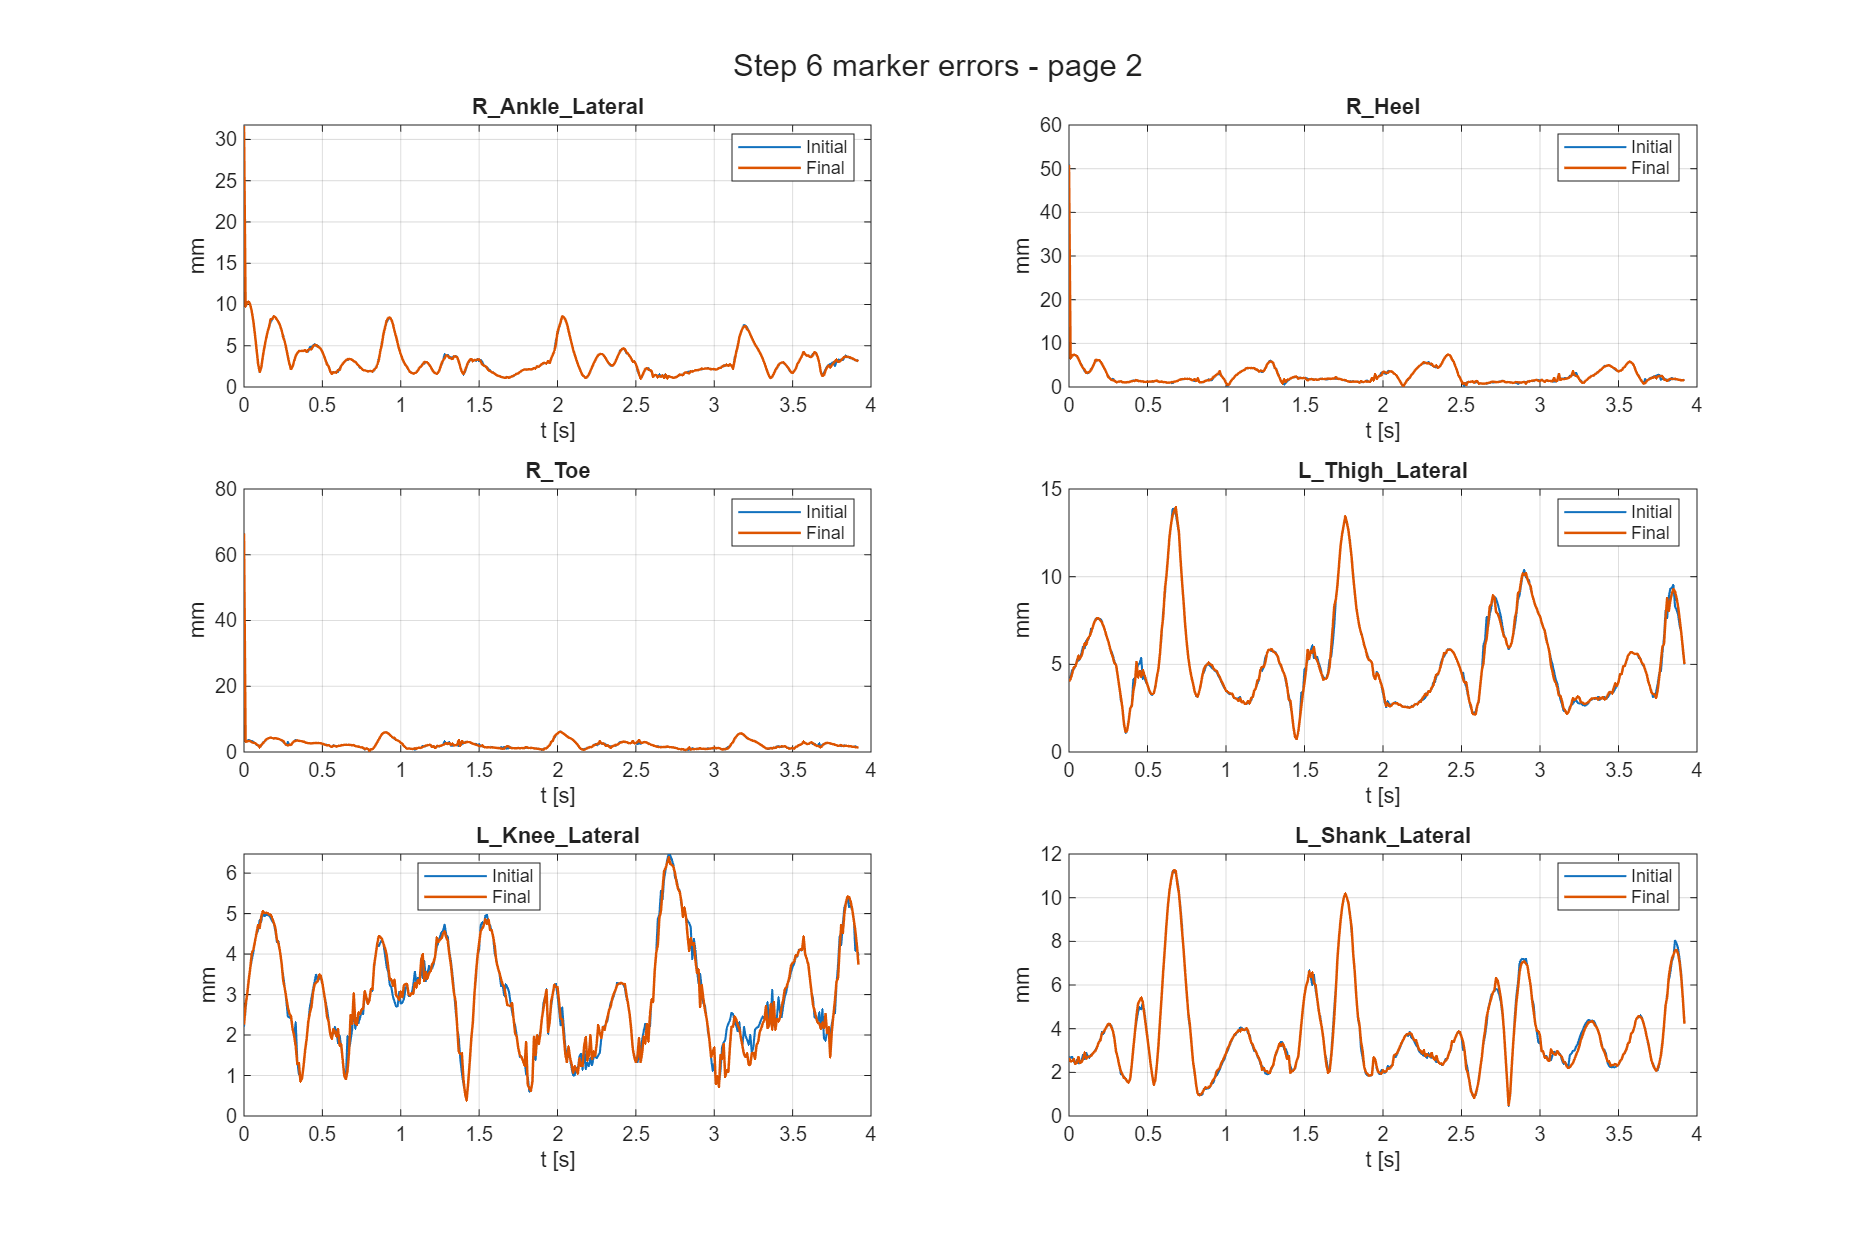 Step 6 marker errors - page 2
R_Ankle_Lateral
30
25
20
15
10
5
0
mm
0 0.5 1 1.5 2 2.5 3 3.5 4
t [s]
Initial
Final
R_Heel
60
50
40
30
20
10
0
mm
0 0.5 1 1.5 2 2.5 3 3.5 4
t [s]
Initial
Final
R_Toe
80
60
40
20
0
mm
0 0.5 1 1.5 2 2.5 3 3.5 4
t [s]
Initial
Final
L_Thigh_Lateral
15
10
5
0
mm
0 0.5 1 1.5 2 2.5 3 3.5 4
t [s]
Initial
Final
L_Knee_Lateral
6
5
4
3
2
1
0
mm
0 0.5 1 1.5 2 2.5 3 3.5 4
t [s]
Initial
Final
L_Shank_Lateral
12
10
8
6
4
2
0
mm
0 0.5 1 1.5 2 2.5 3 3.5 4
t [s]
Initial
Final